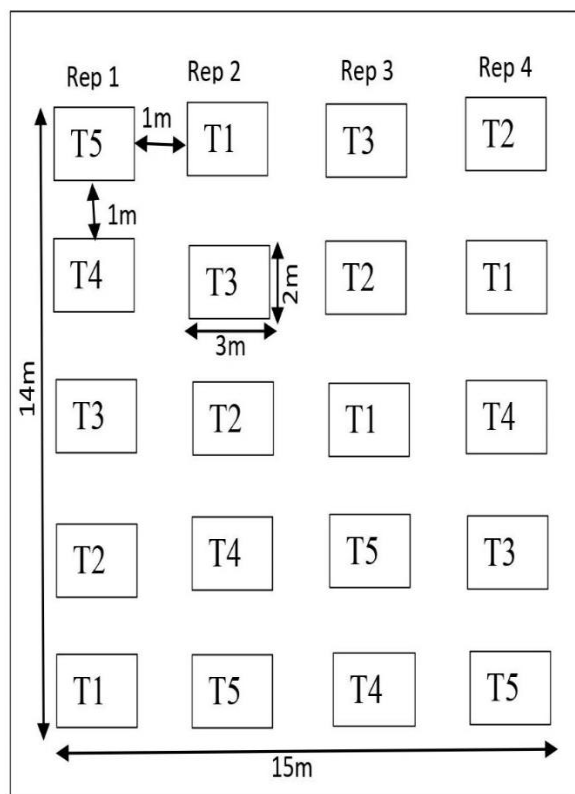 Rep 1 Rep 2 Rep 3 Rep 4
T5 1m T1 T3 T2
1m
T4 T3 2m T2 T1
3m
14m
T3 T2 T1 T4
T2 T4 T5 T3
T1 T5 T4 T5
15m